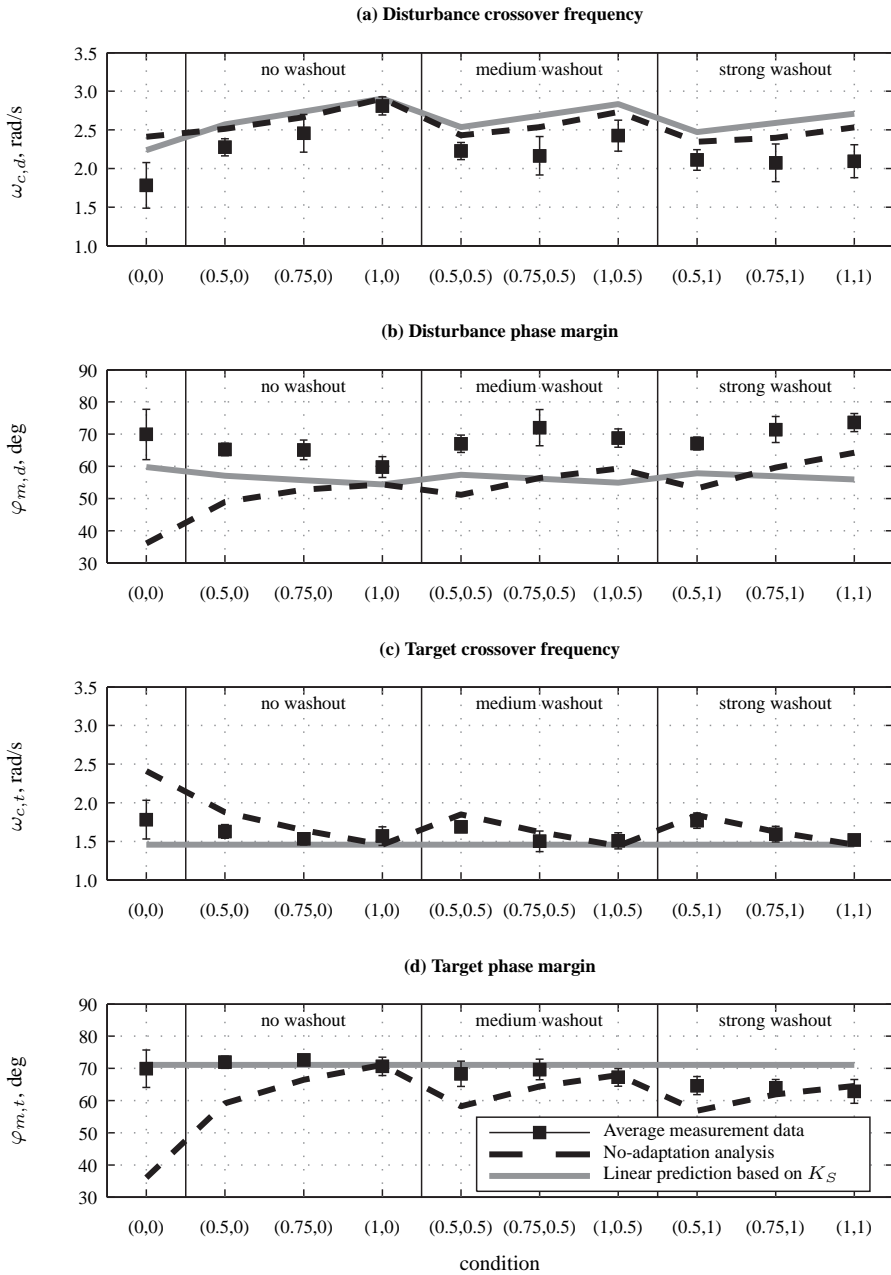 (a) Disturbance crossover frequency
3.5
3.0
2.5
2.0
1.5
1.0
ω_{c,d}, rad/s
no washout
medium washout
strong washout
(0,0) (0.5,0) (0.75,0) (1,0) (0.5,0.5) (0.75,0.5) (1,0.5) (0.5,1) (0.75,1) (1,1)
(b) Disturbance phase margin
90
80
70
60
50
40
30
φ_{m,d}, deg
no washout
medium washout
strong washout
(0,0) (0.5,0) (0.75,0) (1,0) (0.5,0.5) (0.75,0.5) (1,0.5) (0.5,1) (0.75,1) (1,1)
(c) Target crossover frequency
3.5
3.0
2.5
2.0
1.5
1.0
ω_{c,t}, rad/s
no washout
medium washout
strong washout
(0,0) (0.5,0) (0.75,0) (1,0) (0.5,0.5) (0.75,0.5) (1,0.5) (0.5,1) (0.75,1) (1,1)
(d) Target phase margin
90
80
70
60
50
40
30
φ_{m,t}, deg
no washout
medium washout
strong washout
Average measurement data
No-adaptation analysis
Linear prediction based on K_S
(0,0) (0.5,0) (0.75,0) (1,0) (0.5,0.5) (0.75,0.5) (1,0.5) (0.5,1) (0.75,1) (1,1)
condition